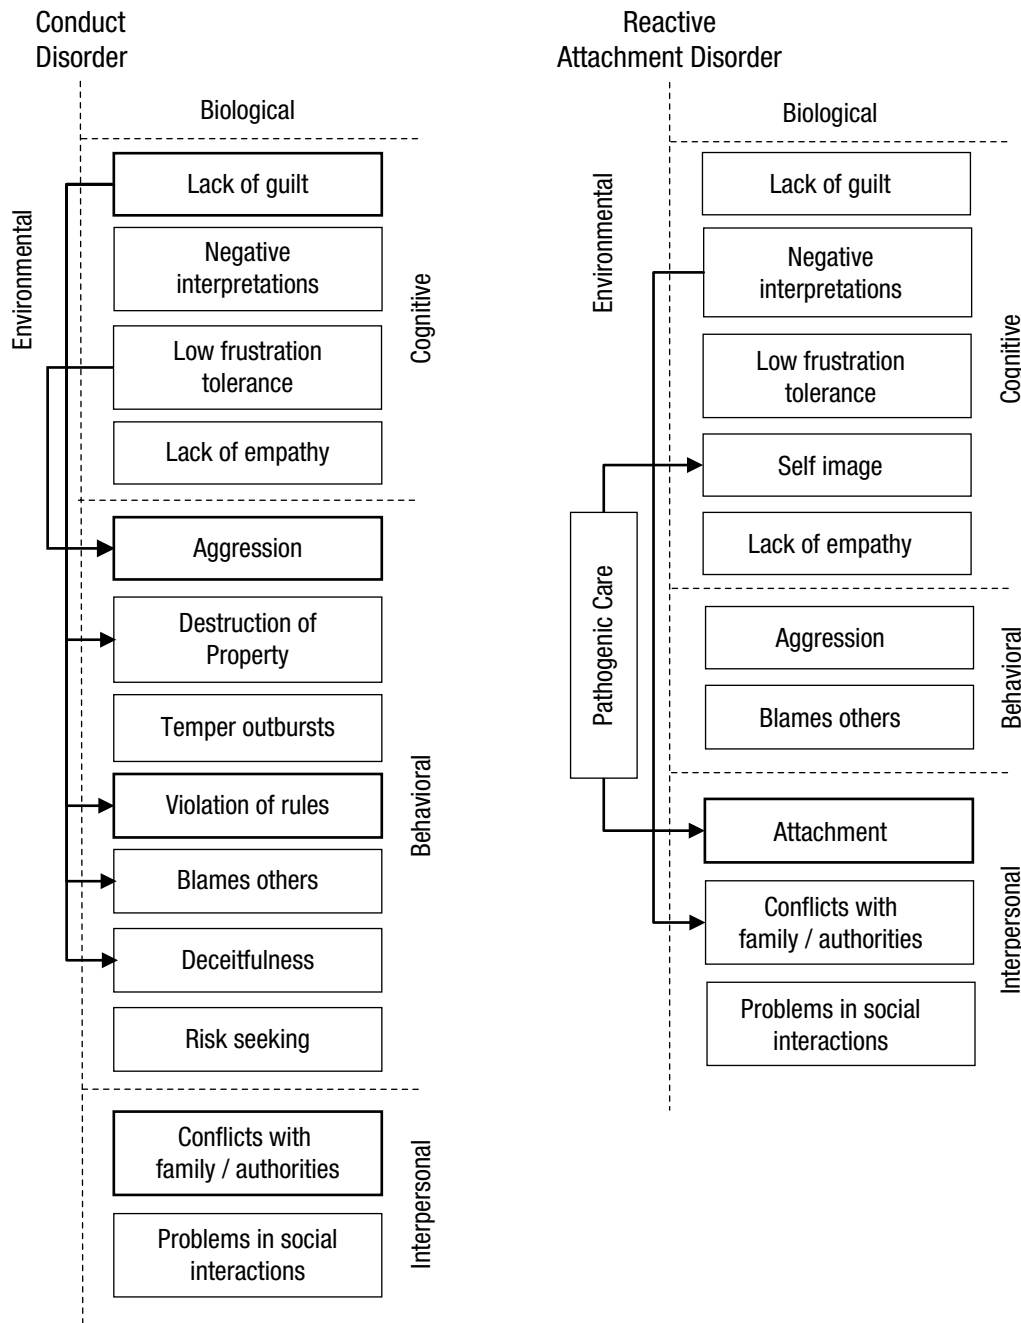 Conduct
Disorder
Biological
Environmental
Lack of guilt
Negative
interpretations
Low frustration
tolerance
Lack of empathy
Cognitive
Aggression
Destruction of
Property
Temper outbursts
Violation of rules
Blames others
Deceitfulness
Risk seeking
Behavioral
Conflicts with
family / authorities
Problems in social
interactions
Interpersonal
Reactive
Attachment Disorder
Biological
Environmental
Lack of guilt
Negative
interpretations
Low frustration
tolerance
Self image
Lack of empathy
Cognitive
Pathogenic Care
Aggression
Blames others
Behavioral
Attachment
Conflicts with
family / authorities
Problems in social
interactions
Interpersonal